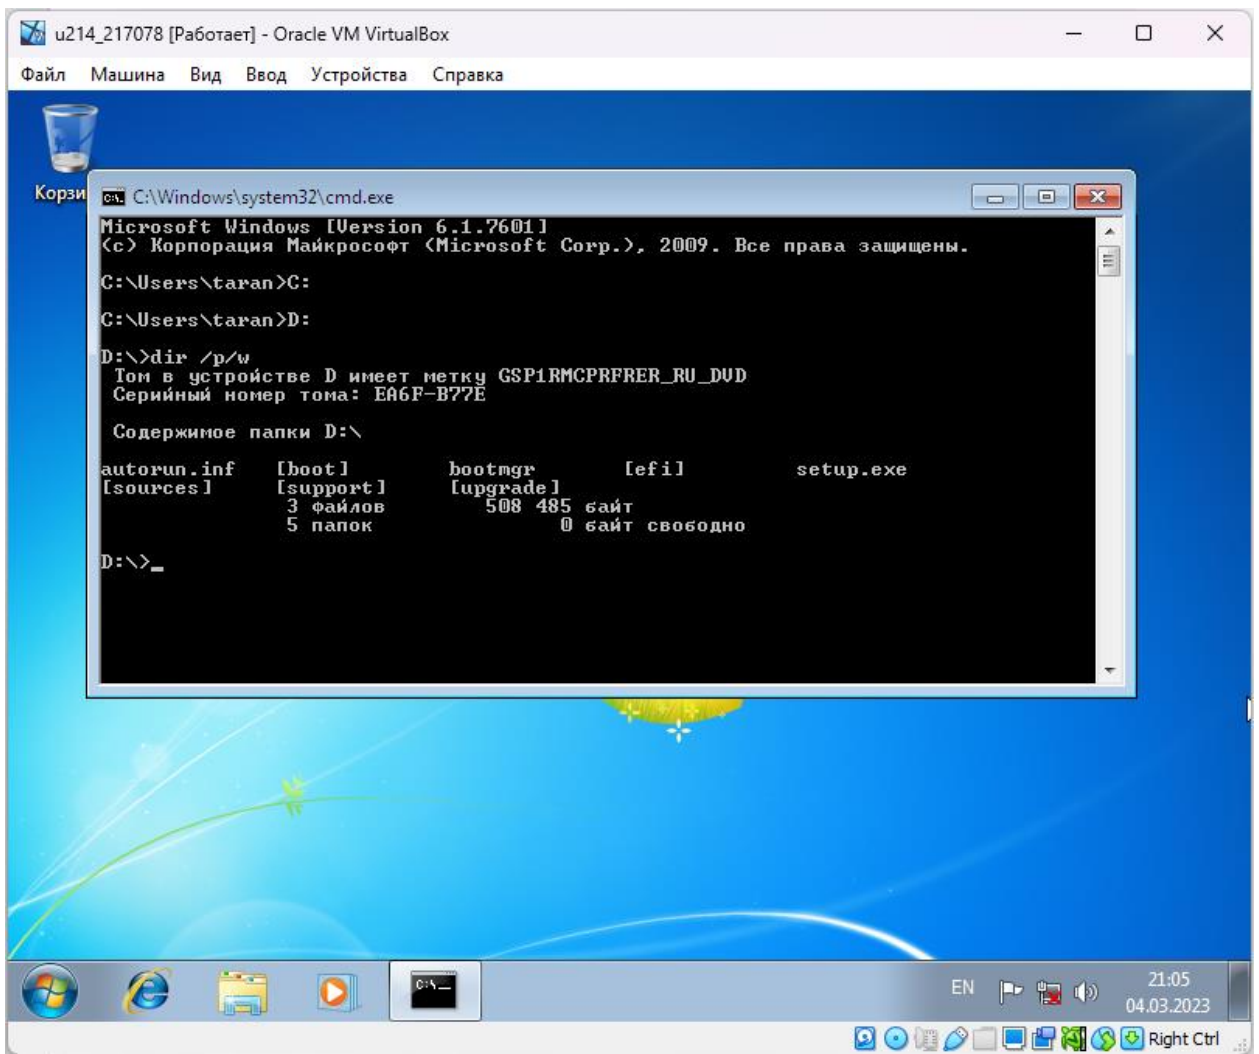 u214_217078 [Работает] - Oracle VM VirtualBox
Файл Машина Вид Ввод Устройства Справка
Корзи
C:\Windows\system32\cmd.exe
Microsoft Windows [Version 6.1.7601]
(c) Корпорация Майкрософт (Microsoft Corp.), 2009. Все права защищены.
C:\Users\taran>C:
C:\Users\taran>D:
D:\>dir /p/w
Том в устройстве D имеет метку GSP1RMCPRFRER_RU_DVD
Серийный номер тома: EA6F-B77E
Содержимое папки D:\
autorun.inf [boot] bootmgr [efi] setup.exe
[sources] [support] [upgrade]
3 файлов 508 485 байт
5 папок 0 байт свободно
D:\>_
C:\_
EN 21:05
04.03.2023
Right Ctrl